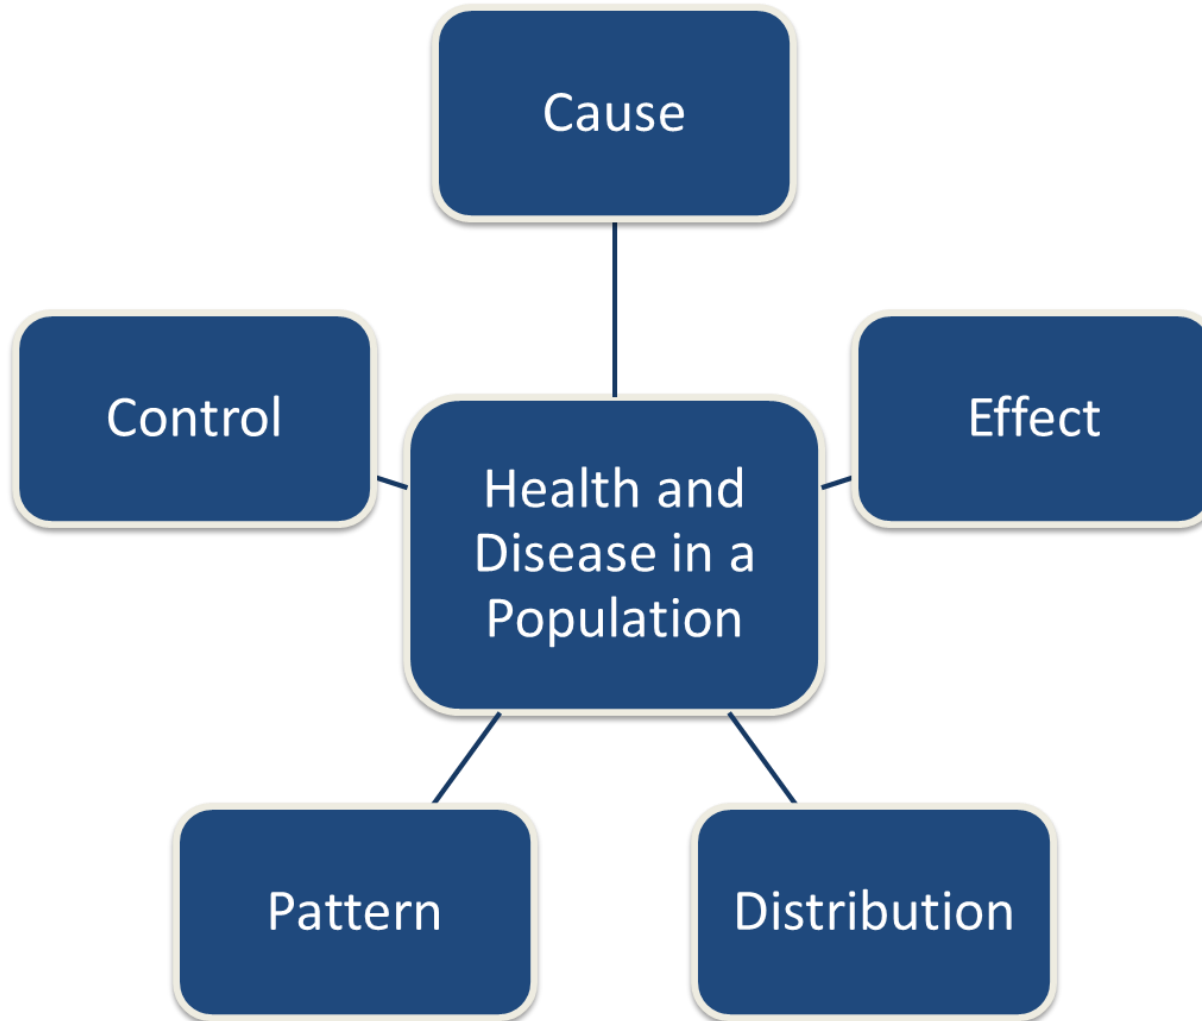 Cause
Control
Effect
Health and
Disease in a
Population
Pattern
Distribution